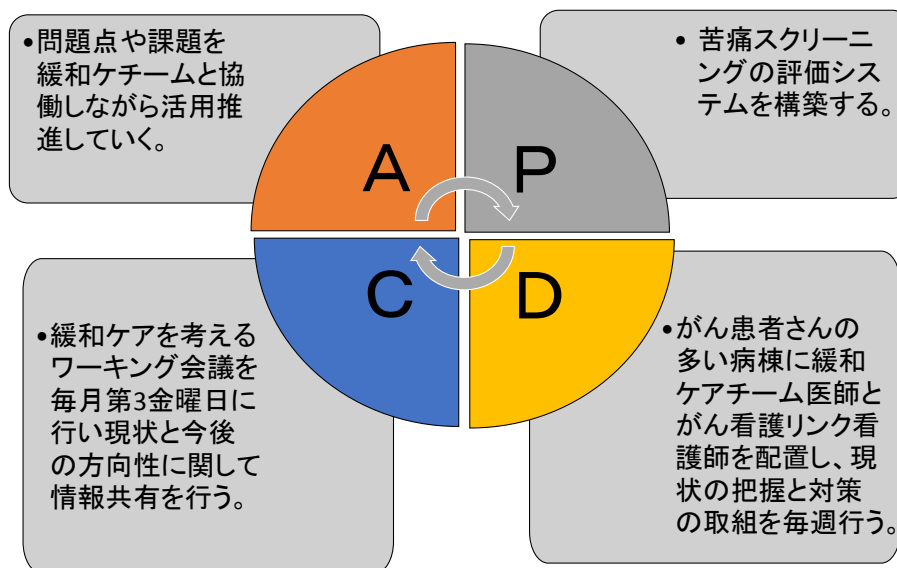 •問題点や課題を
緩和ケチームと協
働しながら活用推
進していく。
• 苦痛スクリーニ
ングの評価シス
テムを構築する。
A
P
C
D
•緩和ケアを考える
ワーキング会議を
毎月第3金曜日に
行い現状と今後
の方向性に関して
情報共有を行う。
•がん患者さんの
多い病棟に緩和
ケアチーム医師と
がん看護リンク看
護師を配置し、現
状の把握と対策
の取組を毎週行う。